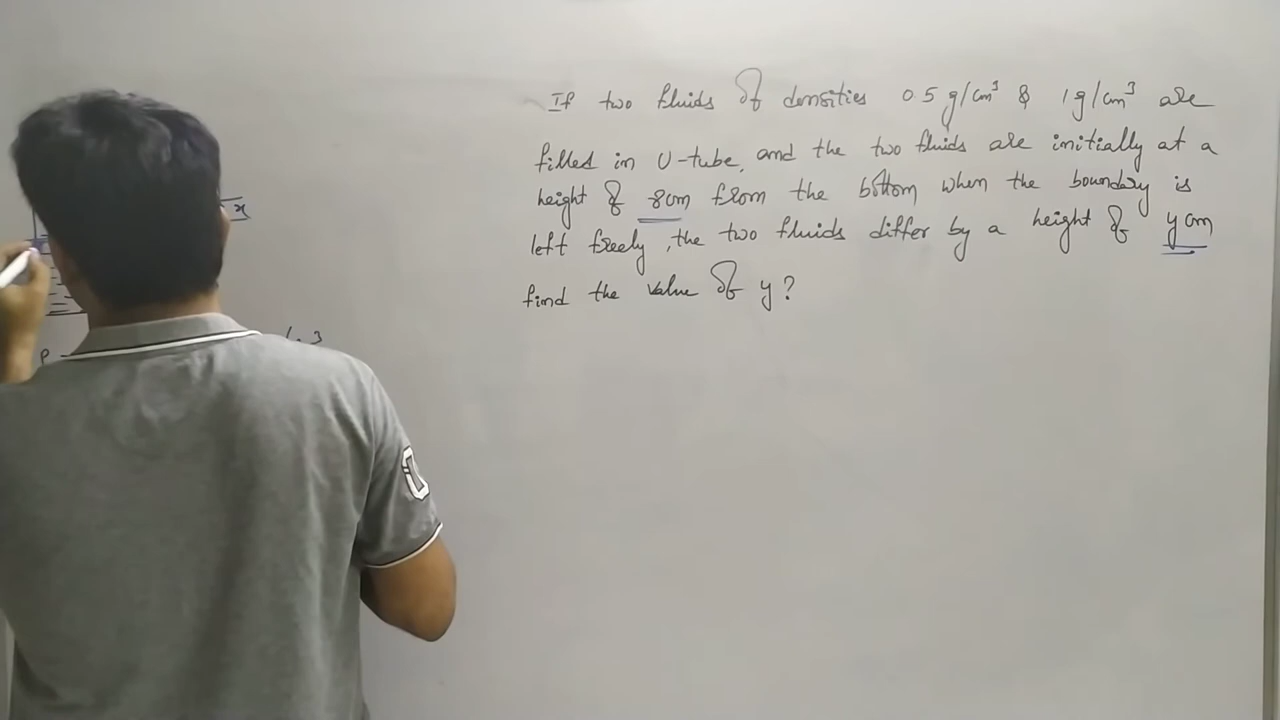 If two fluids of densities 0.5 g/cm³ & 1 g/cm³ are
filled in U-tube, and the two fluids are initially at a
height of 8cm from the bottom when the boundary is
left freely, the two fluids differ by a height of y cm
find the value of y?
x
ρ
3